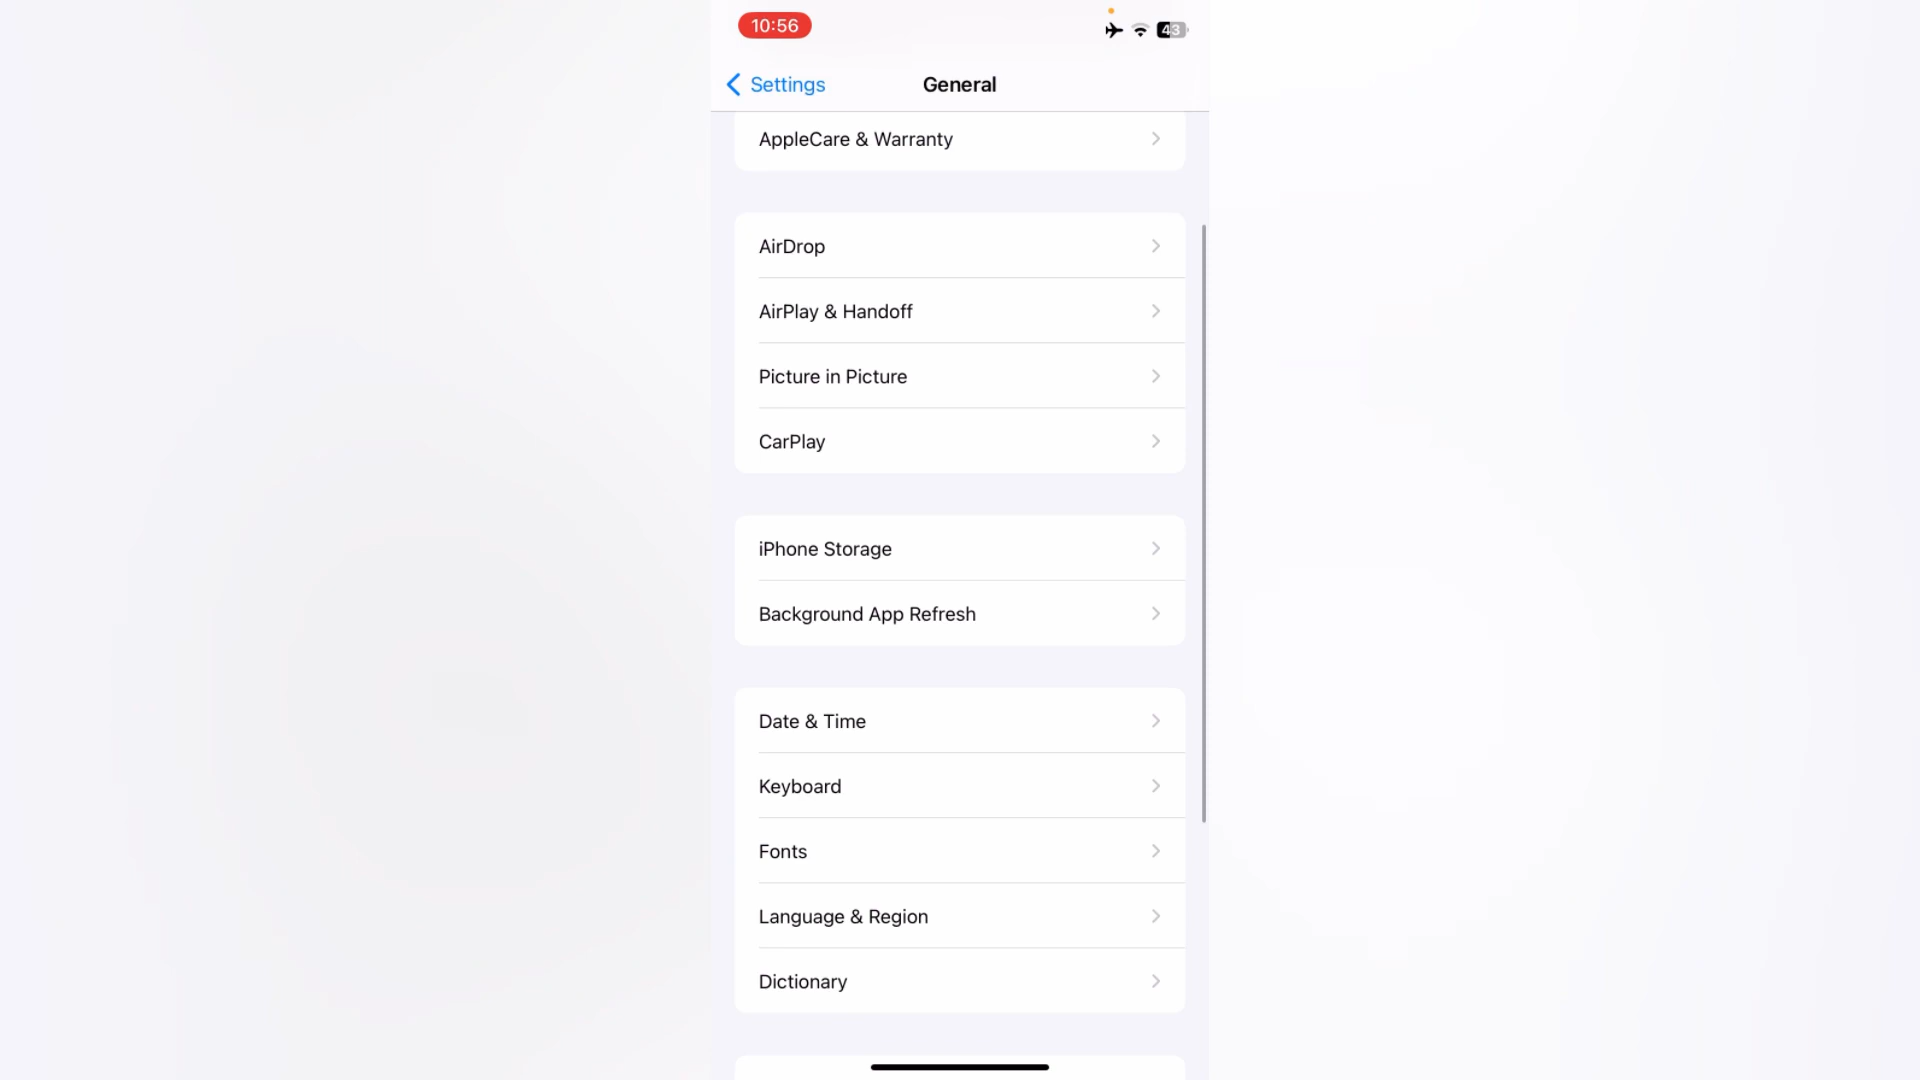 10:56
43
Settings
General
AppleCare & Warranty
AirDrop
AirPlay & Handoff
Picture in Picture
CarPlay
iPhone Storage
Background App Refresh
Date & Time
Keyboard
Fonts
Language & Region
Dictionary